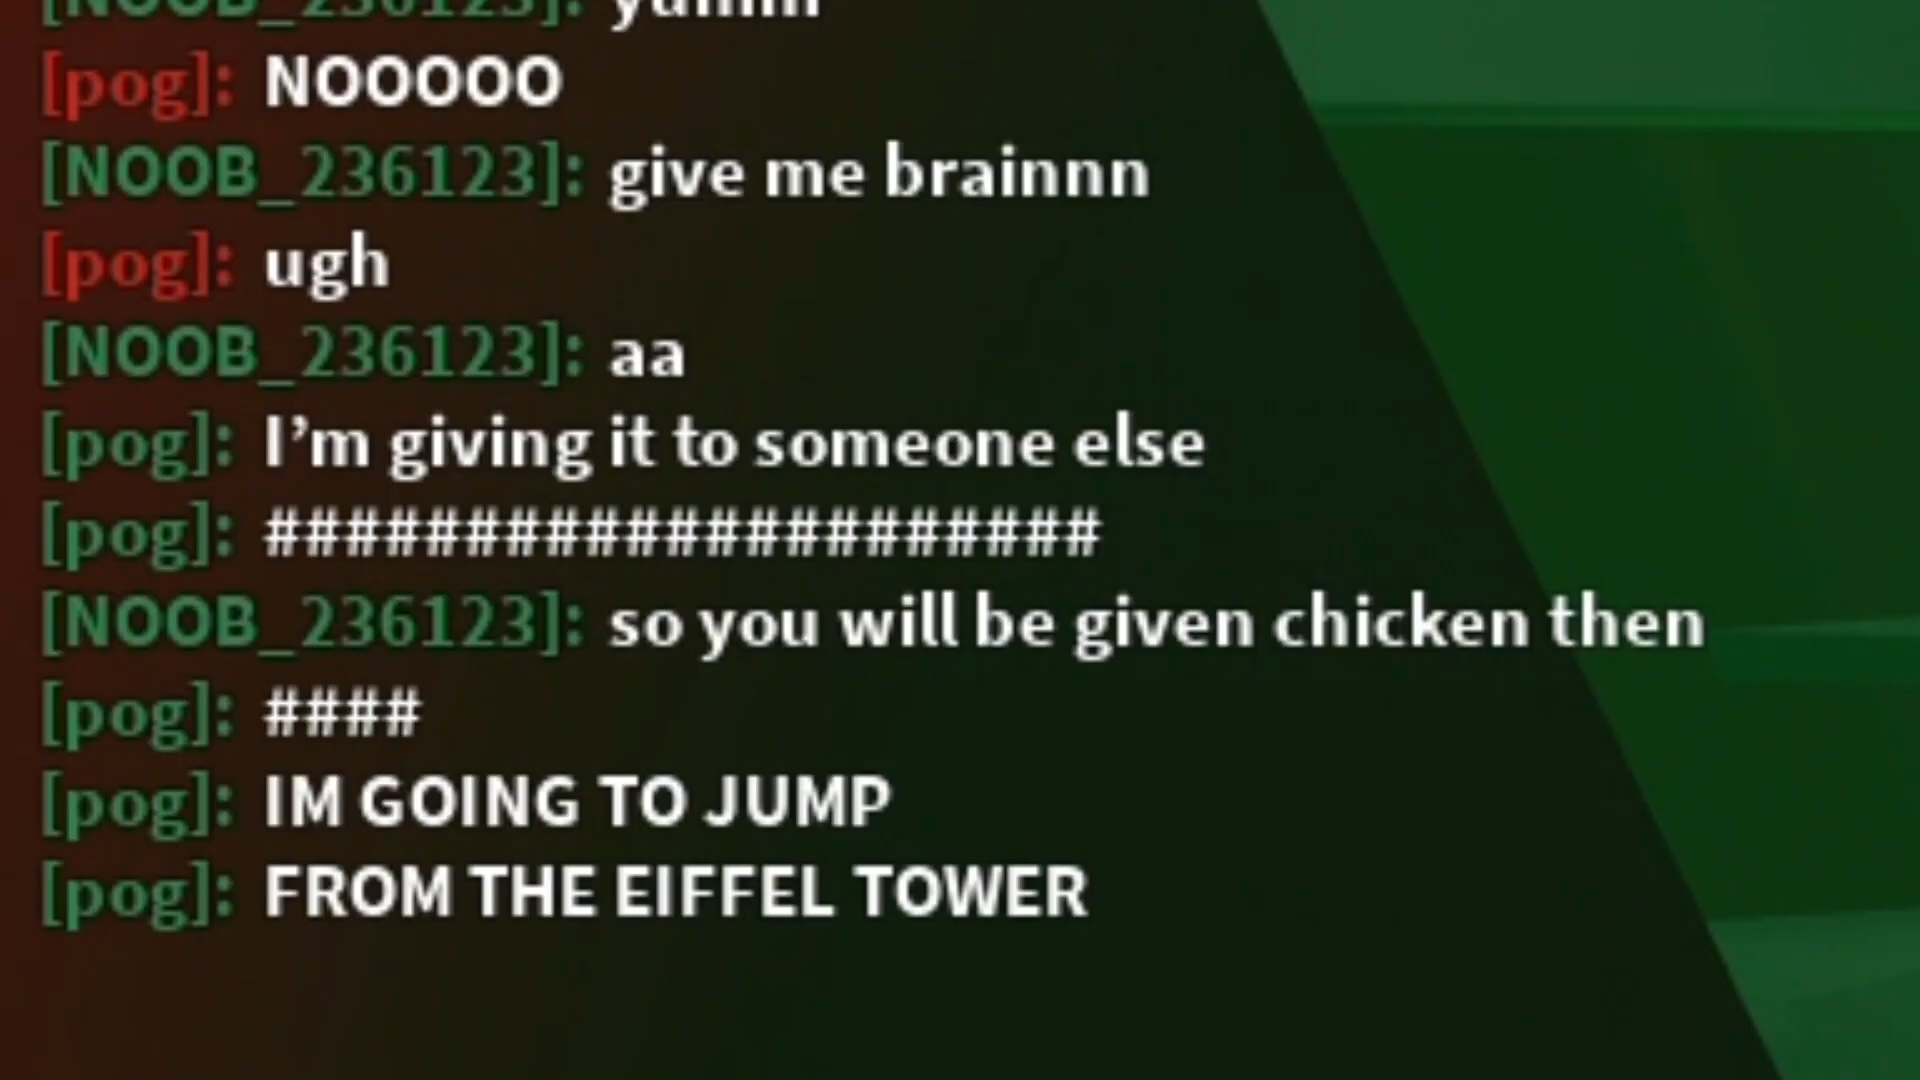 [NOOB_236123]:
[pog]: NOOOOO
[NOOB_236123]: give me brainnn
[pog]: ugh
[NOOB_236123]: aa
[pog]: I’m giving it to someone else
[pog]: #####################
[NOOB_236123]: so you will be given chicken then
[pog]: ####
[pog]: IM GOING TO JUMP
[pog]: FROM THE EIFFEL TOWER